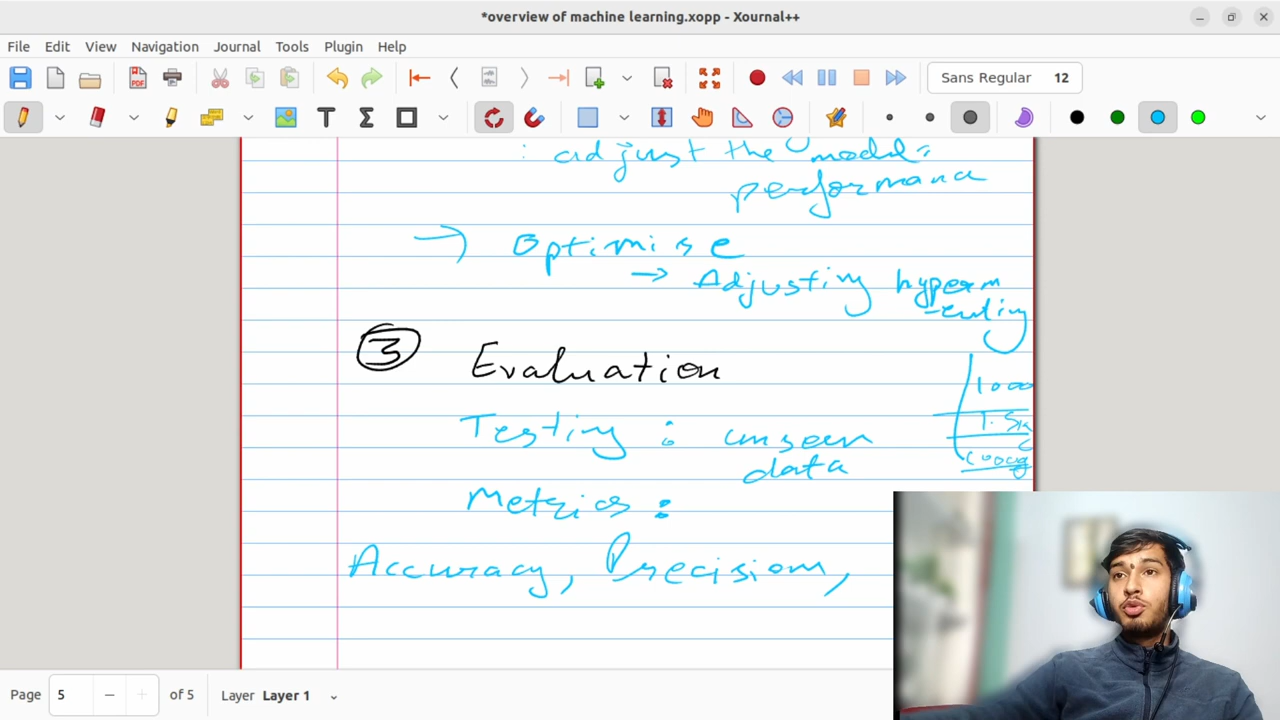 *overview of machine learning.xopp - Xournal++
File Edit View Navigation Journal Tools Plugin Help
Sans Regular 12
: adjust the model's
performance
→ Optimise
→ Adjusting hyperm
3 Evaluation
1000
Testing : unseen
data
Metrics :
Accuracy, Precision,
Page 5 of 5 Layer Layer 1